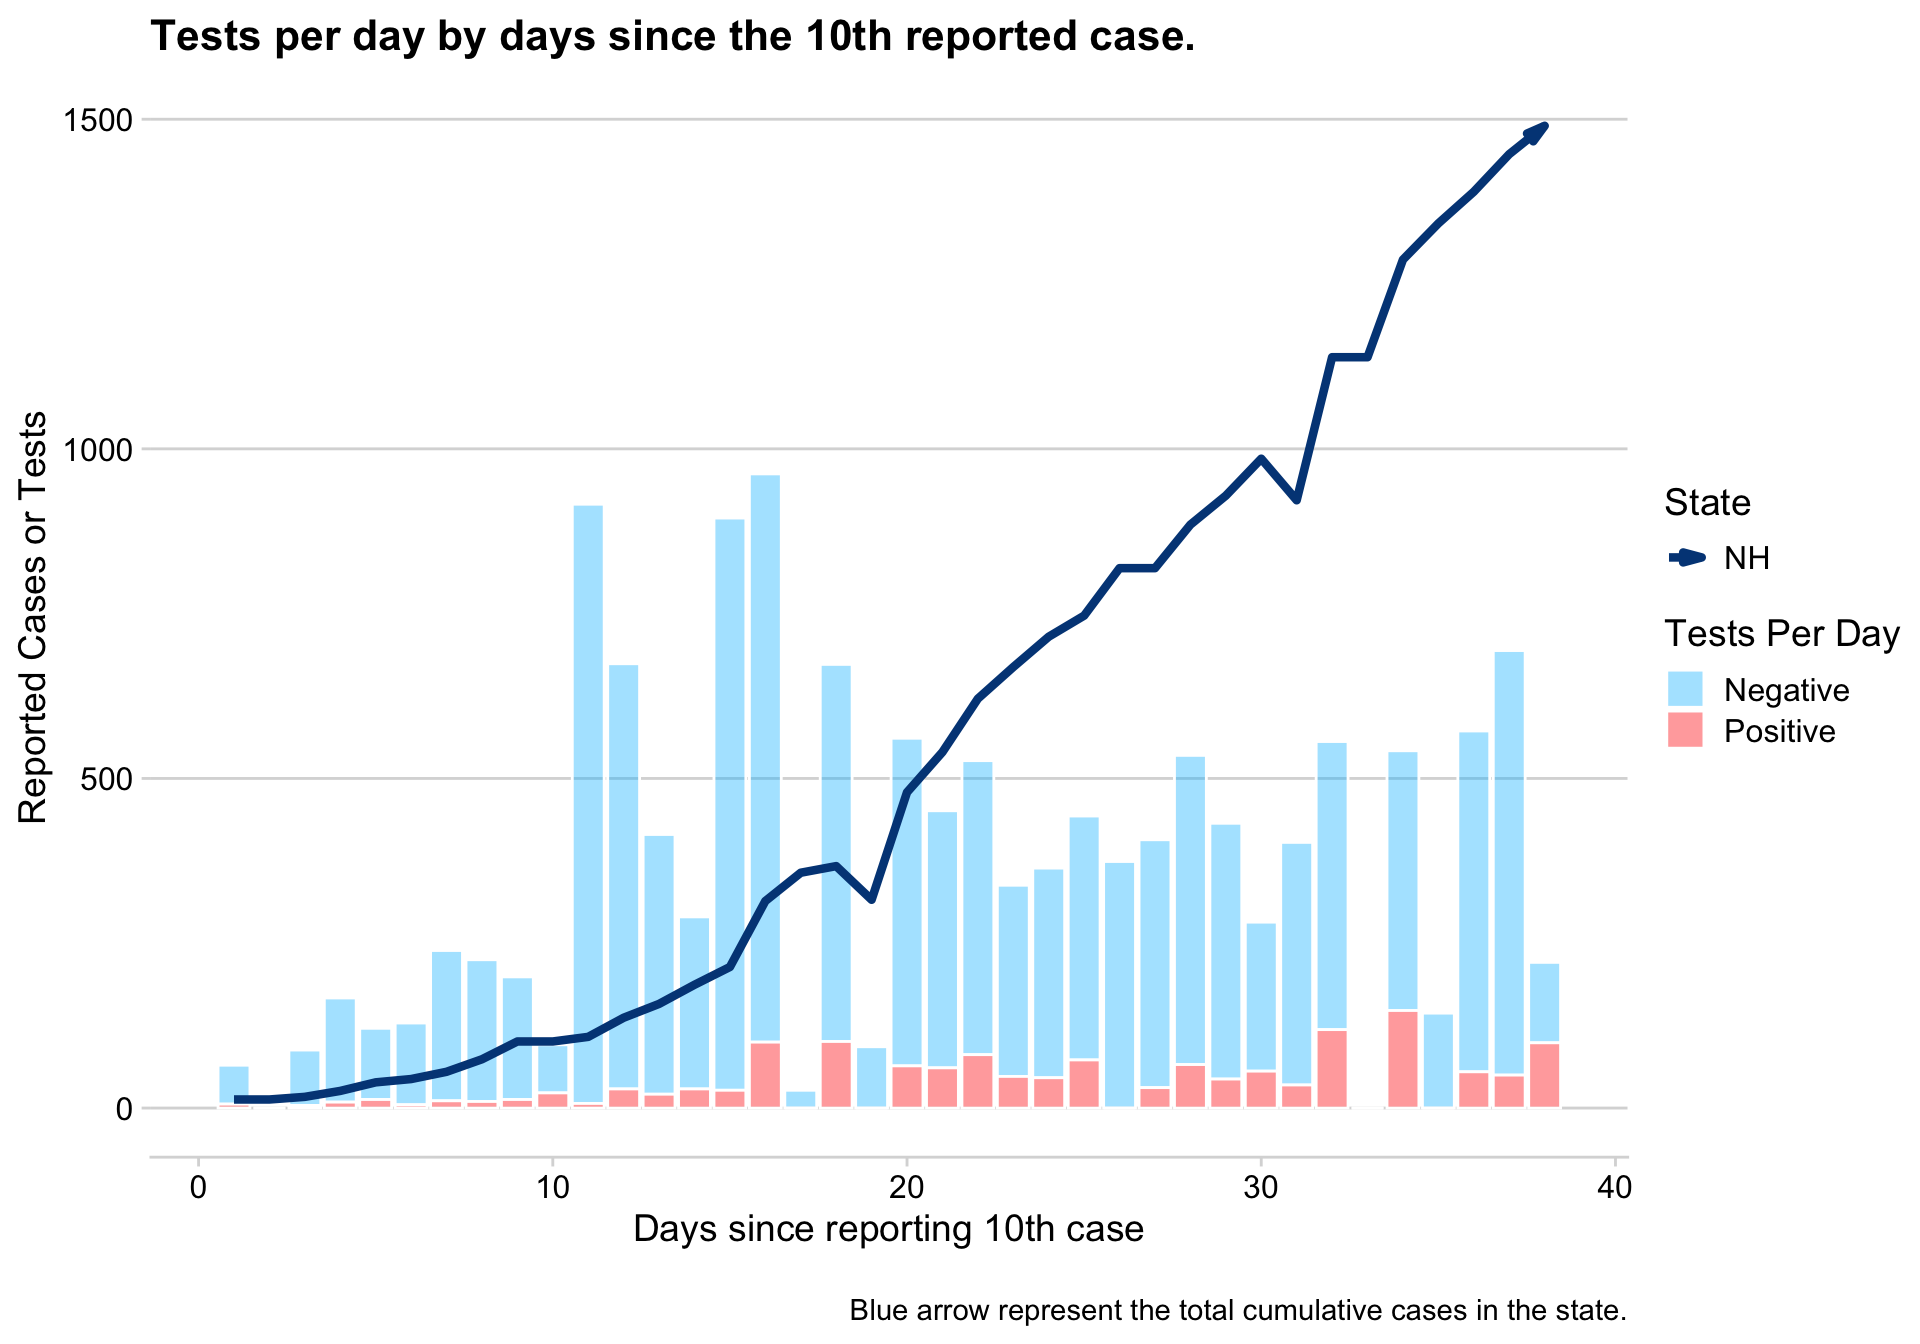 Tests per day by days since the 10th reported case.
1500
1000
500
0
Reported Cases or Tests
0 10 20 30 40
Days since reporting 10th case
State
NH
Tests Per Day
Negative
Positive
Blue arrow represent the total cumulative cases in the state.